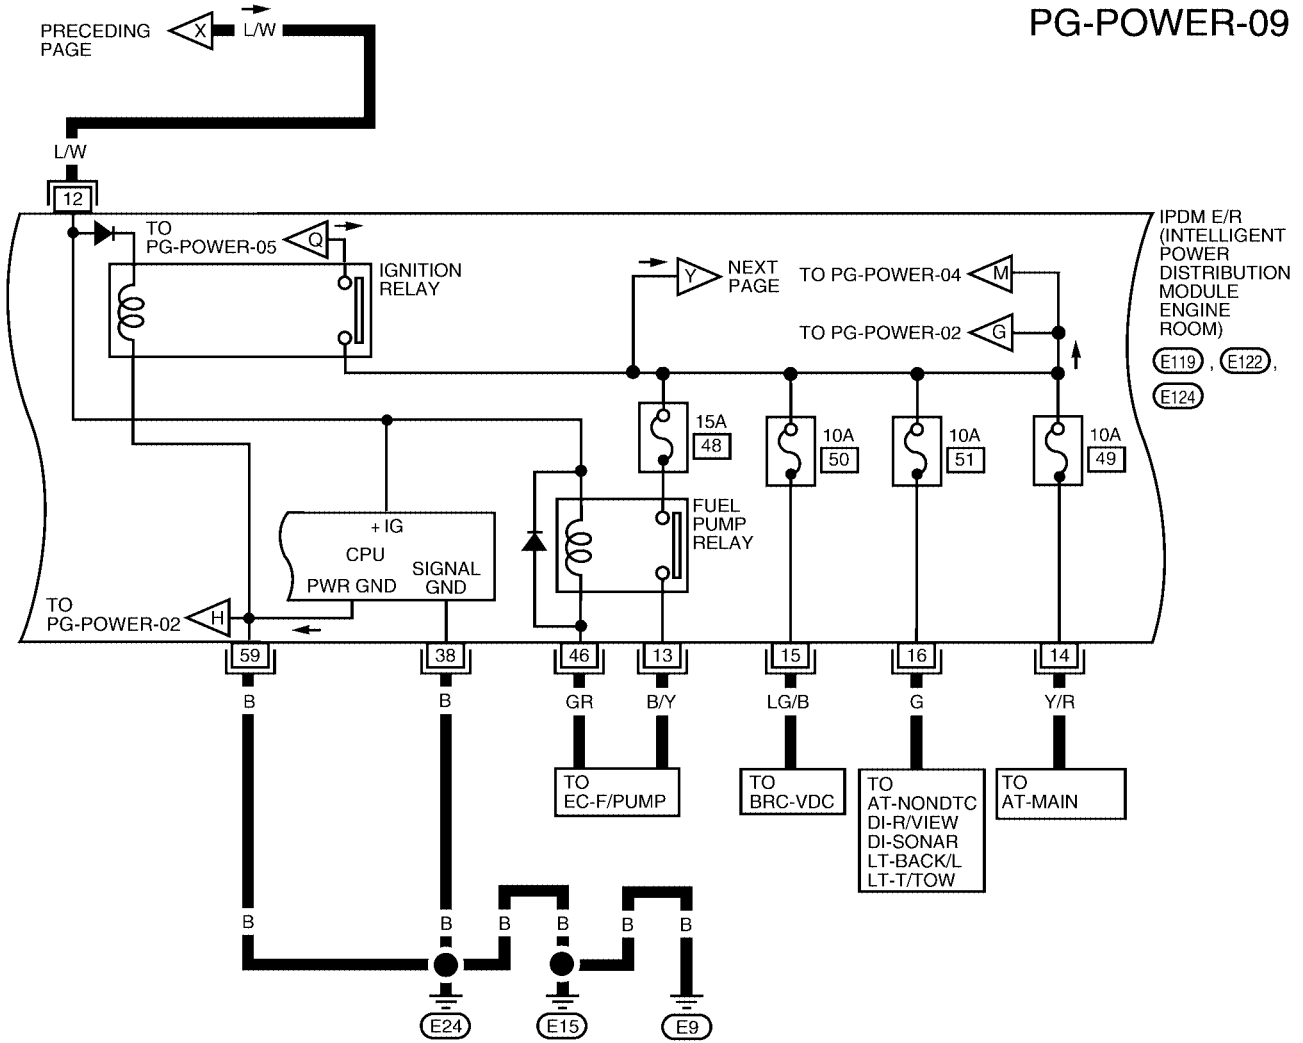 PG-POWER-09
PRECEDING
PAGE
X
L/W
L/W
12
TO
PG-POWER-05
Q
IGNITION
RELAY
Y
NEXT
PAGE
TO PG-POWER-04
M
TO PG-POWER-02
G
IPDM E/R
(INTELLIGENT
POWER
DISTRIBUTION
MODULE
ENGINE
ROOM)
E119 , E122 ,
E124
15A
48
10A
50
10A
51
10A
49
FUEL
PUMP
RELAY
+ IG
CPU
PWR GND
SIGNAL
GND
TO
PG-POWER-02
H
59
38
46
13
15
16
14
B
B
GR
B/Y
LG/B
G
Y/R
TO
EC-F/PUMP
TO
BRC-VDC
TO
AT-NONDTC
DI-R/VIEW
DI-SONAR
LT-BACK/L
LT-T/TOW
TO
AT-MAIN
B
B
B
B
B
B
E24
E15
E9